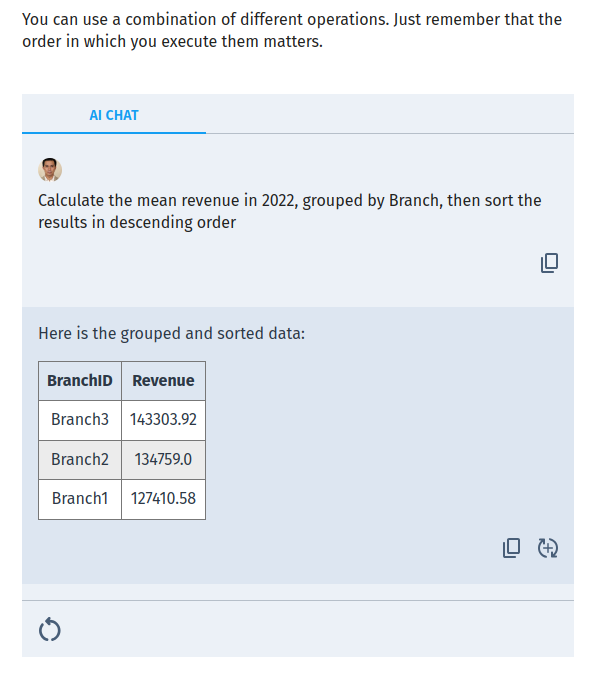 You can use a combination of different operations. Just remember that the
order in which you execute them matters.
AI CHAT
Calculate the mean revenue in 2022, grouped by Branch, then sort the
results in descending order
Here is the grouped and sorted data:
BranchID Revenue
Branch3 143303.92
Branch2 134759.0
Branch1 127410.58